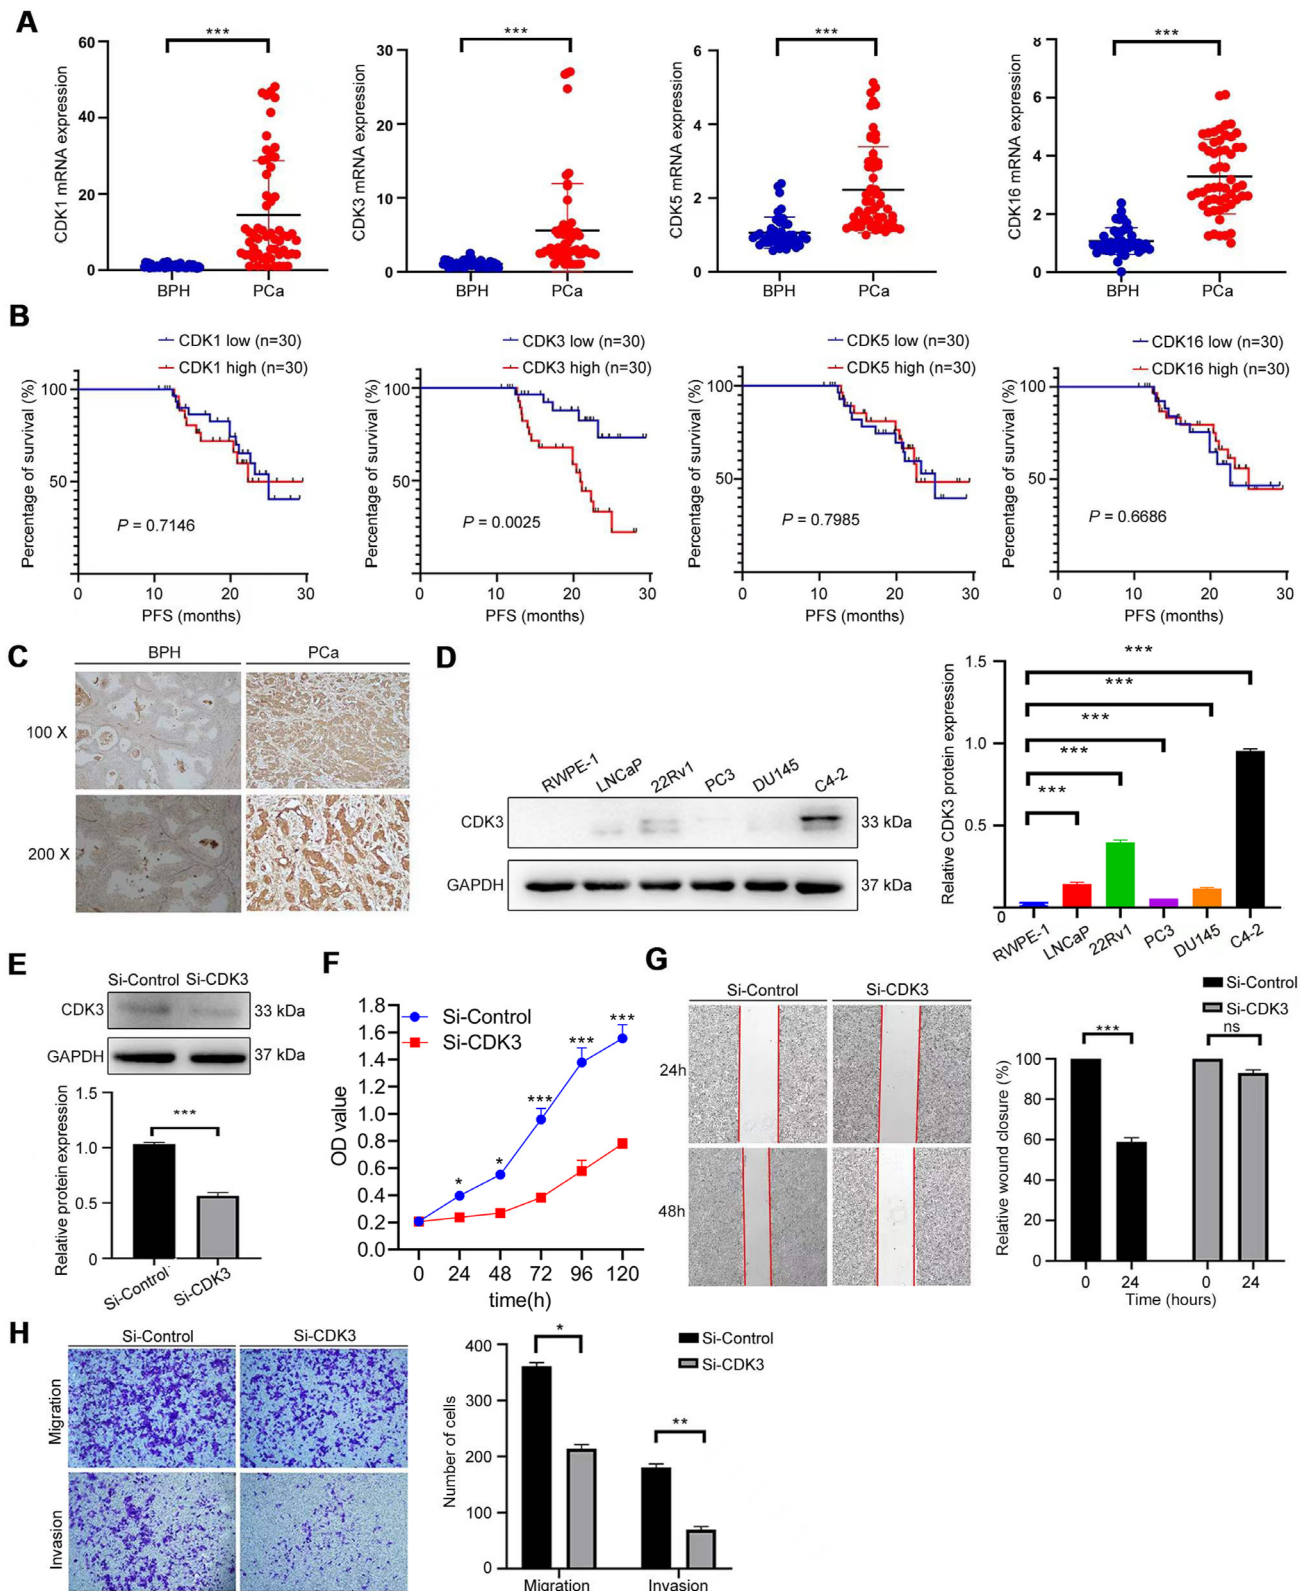 A
CDK1 mRNA expression
60
40
20
0
***
BPH PCa
CDK3 mRNA expression
30
20
10
0
***
BPH PCa
CDK5 mRNA expression
6
4
2
0
***
BPH PCa
CDK16 mRNA expression
8
6
4
2
0
***
BPH PCa
B
CDK1 low (n=30)
CDK1 high (n=30)
Percentage of survival (%)
100
50
P = 0.7146
0 10 20 30
PFS (months)
CDK3 low (n=30)
CDK3 high (n=30)
Percentage of survival (%)
100
50
P = 0.0025
0 10 20 30
PFS (months)
CDK5 low (n=30)
CDK5 high (n=30)
Percentage of survival (%)
100
50
P = 0.7985
0 10 20 30
PFS (months)
CDK16 low (n=30)
CDK16 high (n=30)
Percentage of survival (%)
100
50
P = 0.6686
0 10 20 30
PFS (months)
C
BPH PCa
100 X
200 X
D
RWPE-1 LNCaP 22Rv1 PC3 DU145 C4-2
CDK3 33 kDa
GAPDH 37 kDa
Relative CDK3 protein expression
1.5
1.0
0.5
0
***
***
***
***
***
RWPE-1 LNCaP 22Rv1 PC3 DU145 C4-2
E
Si-Control Si-CDK3
CDK3 33 kDa
GAPDH 37 kDa
Relative protein expression
1.5
1.0
0.5
0
***
Si-Control Si-CDK3
F
Si-Control
Si-CDK3
OD value
1.8
1.6
1.4
1.2
1.0
0.8
0.6
0.4
0.2
0.0
* * *** *** ***
0 24 48 72 96 120
time(h)
G
Si-Control Si-CDK3
24h
48h
Si-Control
Si-CDK3
Relative wound closure (%)
100
80
60
40
20
0
*** ns
0 24 0 24
Time (hours)
H
Si-Control Si-CDK3
Migration
Invasion
Si-Control
Si-CDK3
Number of cells
400
300
200
100
0
* **
Migration Invasion